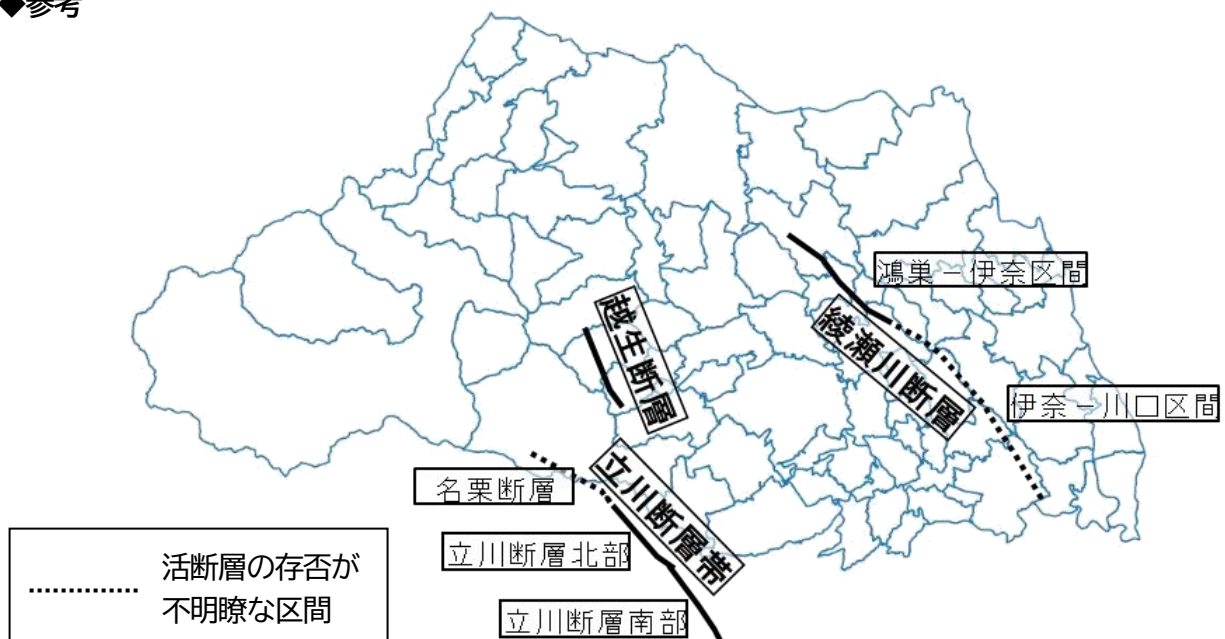 ◆参考
鴻巣－伊奈区間
越生断層
綾瀬川断層
伊奈－川口区間
名栗断層
立川断層帯
立川断層北部
活断層の存否が
不明瞭な区間
立川断層南部